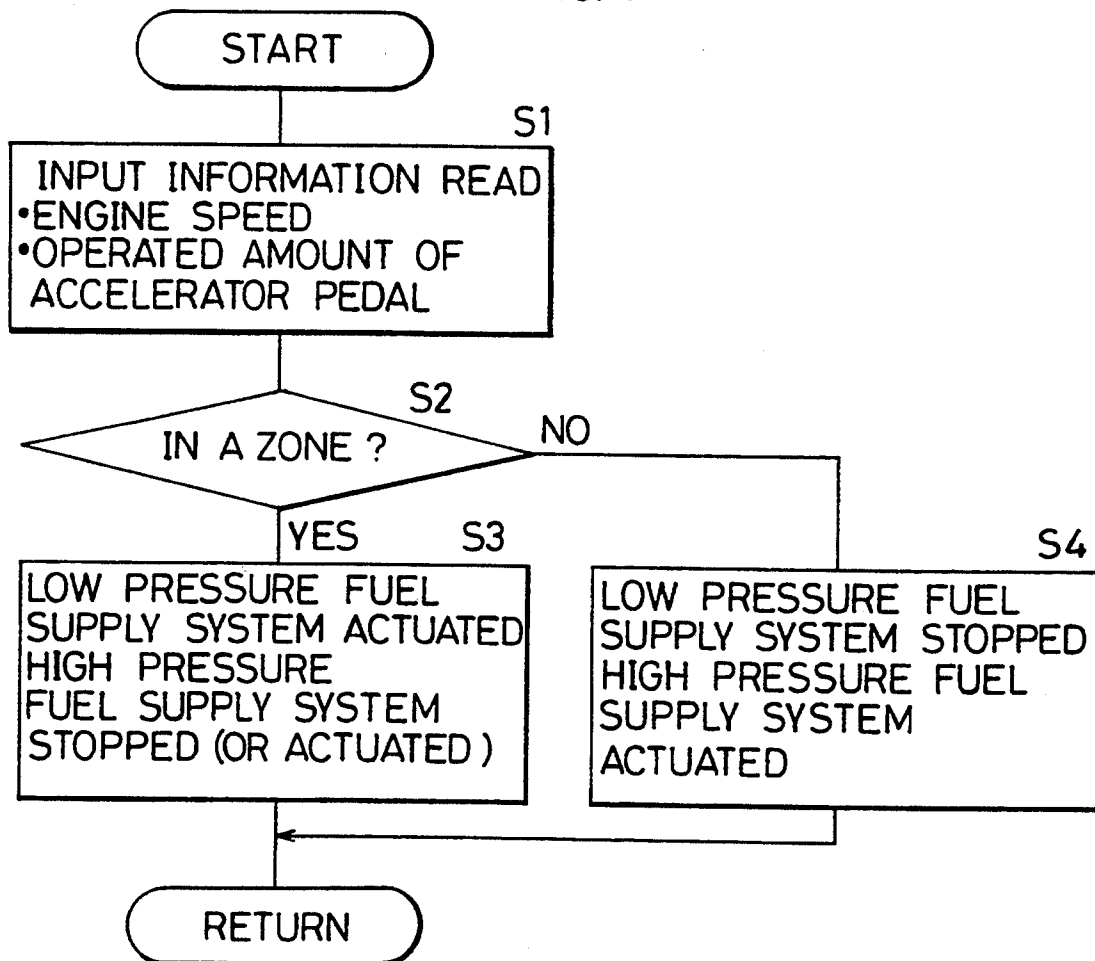 START
S1
INPUT INFORMATION READ
•ENGINE SPEED
•OPERATED AMOUNT OF
ACCELERATOR PEDAL
S2
IN A ZONE ?
NO
YES
S3
LOW PRESSURE FUEL
SUPPLY SYSTEM ACTUATED
HIGH PRESSURE
FUEL SUPPLY SYSTEM
STOPPED (OR ACTUATED)
S4
LOW PRESSURE FUEL
SUPPLY SYSTEM STOPPED
HIGH PRESSURE FUEL
SUPPLY SYSTEM
ACTUATED
RETURN